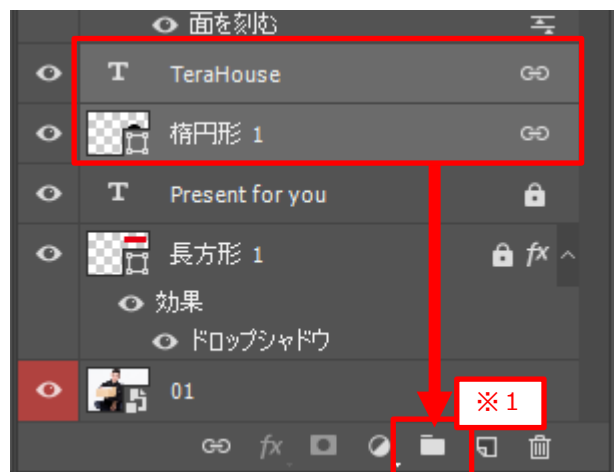 面を刻む
T TeraHouse
楕円形 1
T Present for you
長方形 1 fx
効果
ドロップシャドウ
01
※1
fx